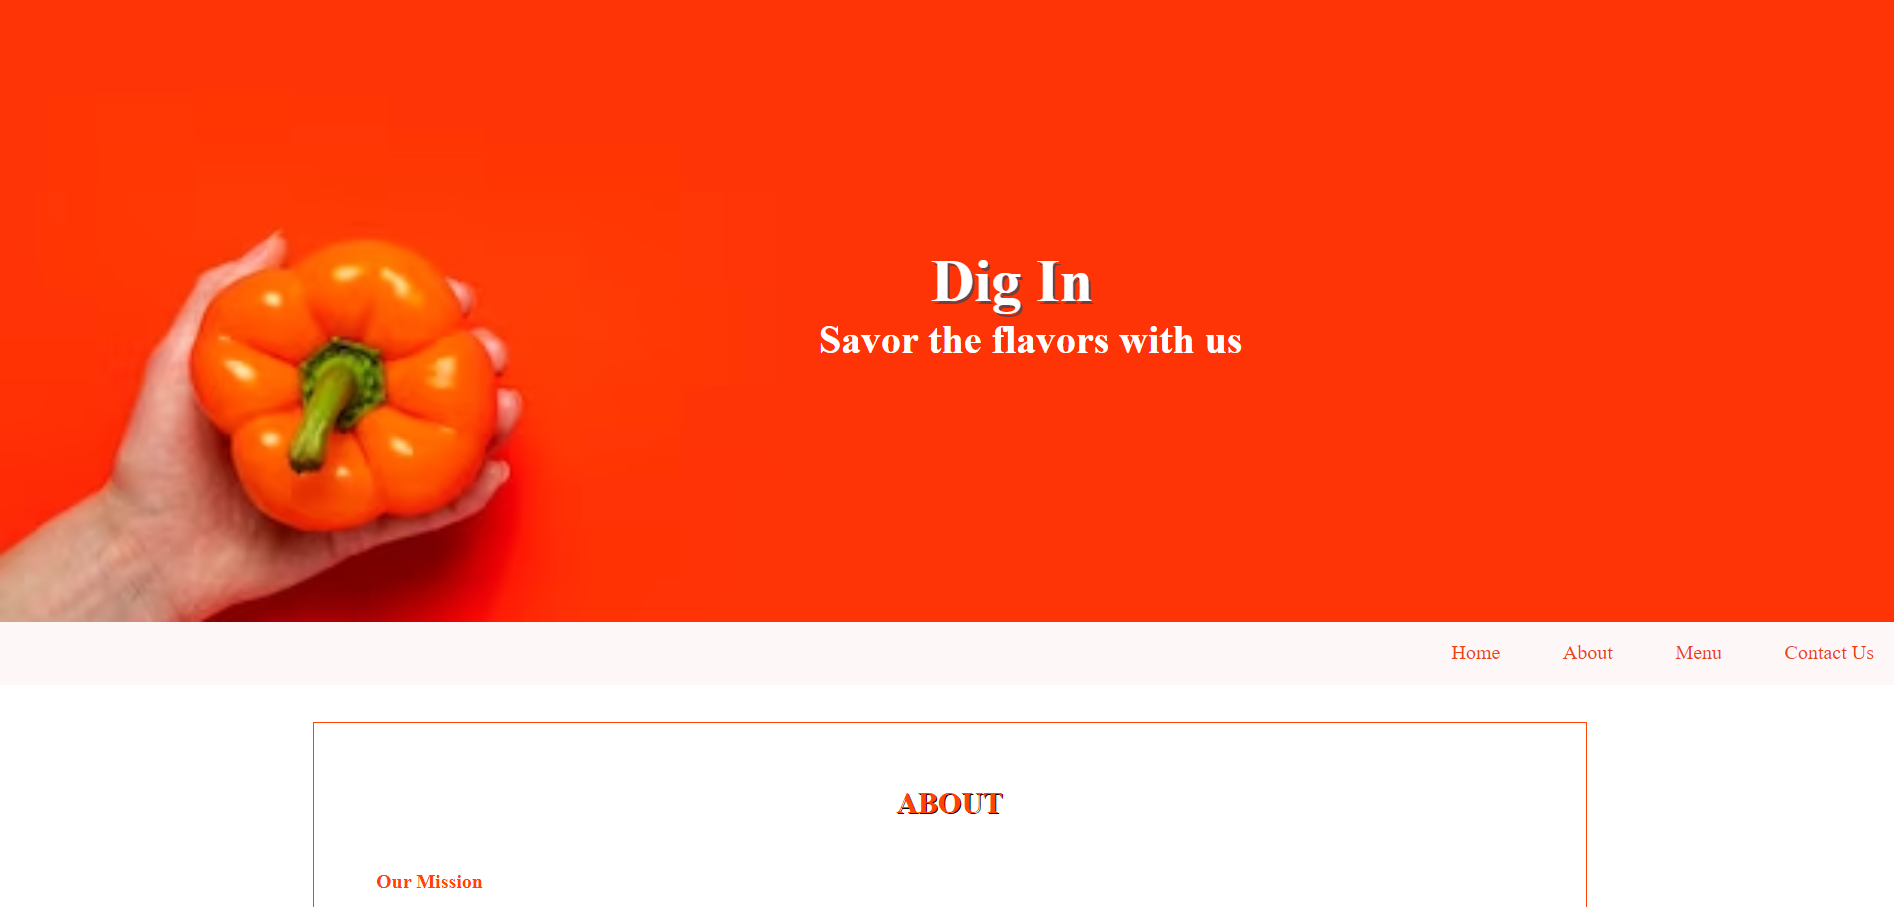 Dig In
Savor the flavors with us
Home About Menu Contact Us
ABOUT
Our Mission